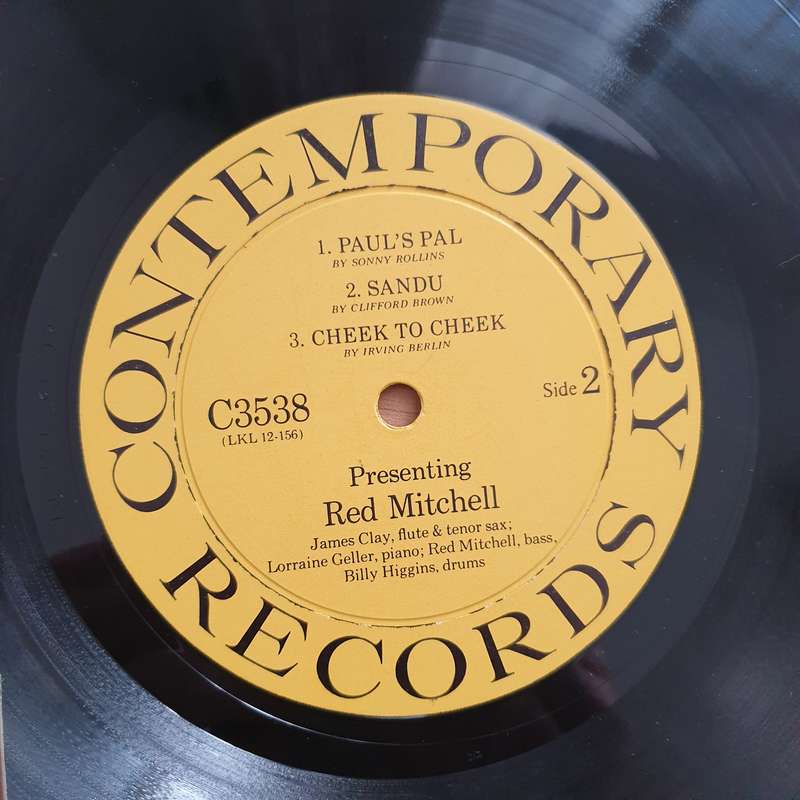 CONTEMPORARY
1. PAUL'S PAL
BY SONNY ROLLINS
2. SANDU
BY CLIFFORD BROWN
3. CHEEK TO CHEEK
BY IRVING BERLIN
C3538
(LKL 12-156)
Side 2
Presenting
Red Mitchell
James Clay, flute & tenor sax;
Lorraine Geller, piano; Red Mitchell, bass,
Billy Higgins, drums
RECORDS